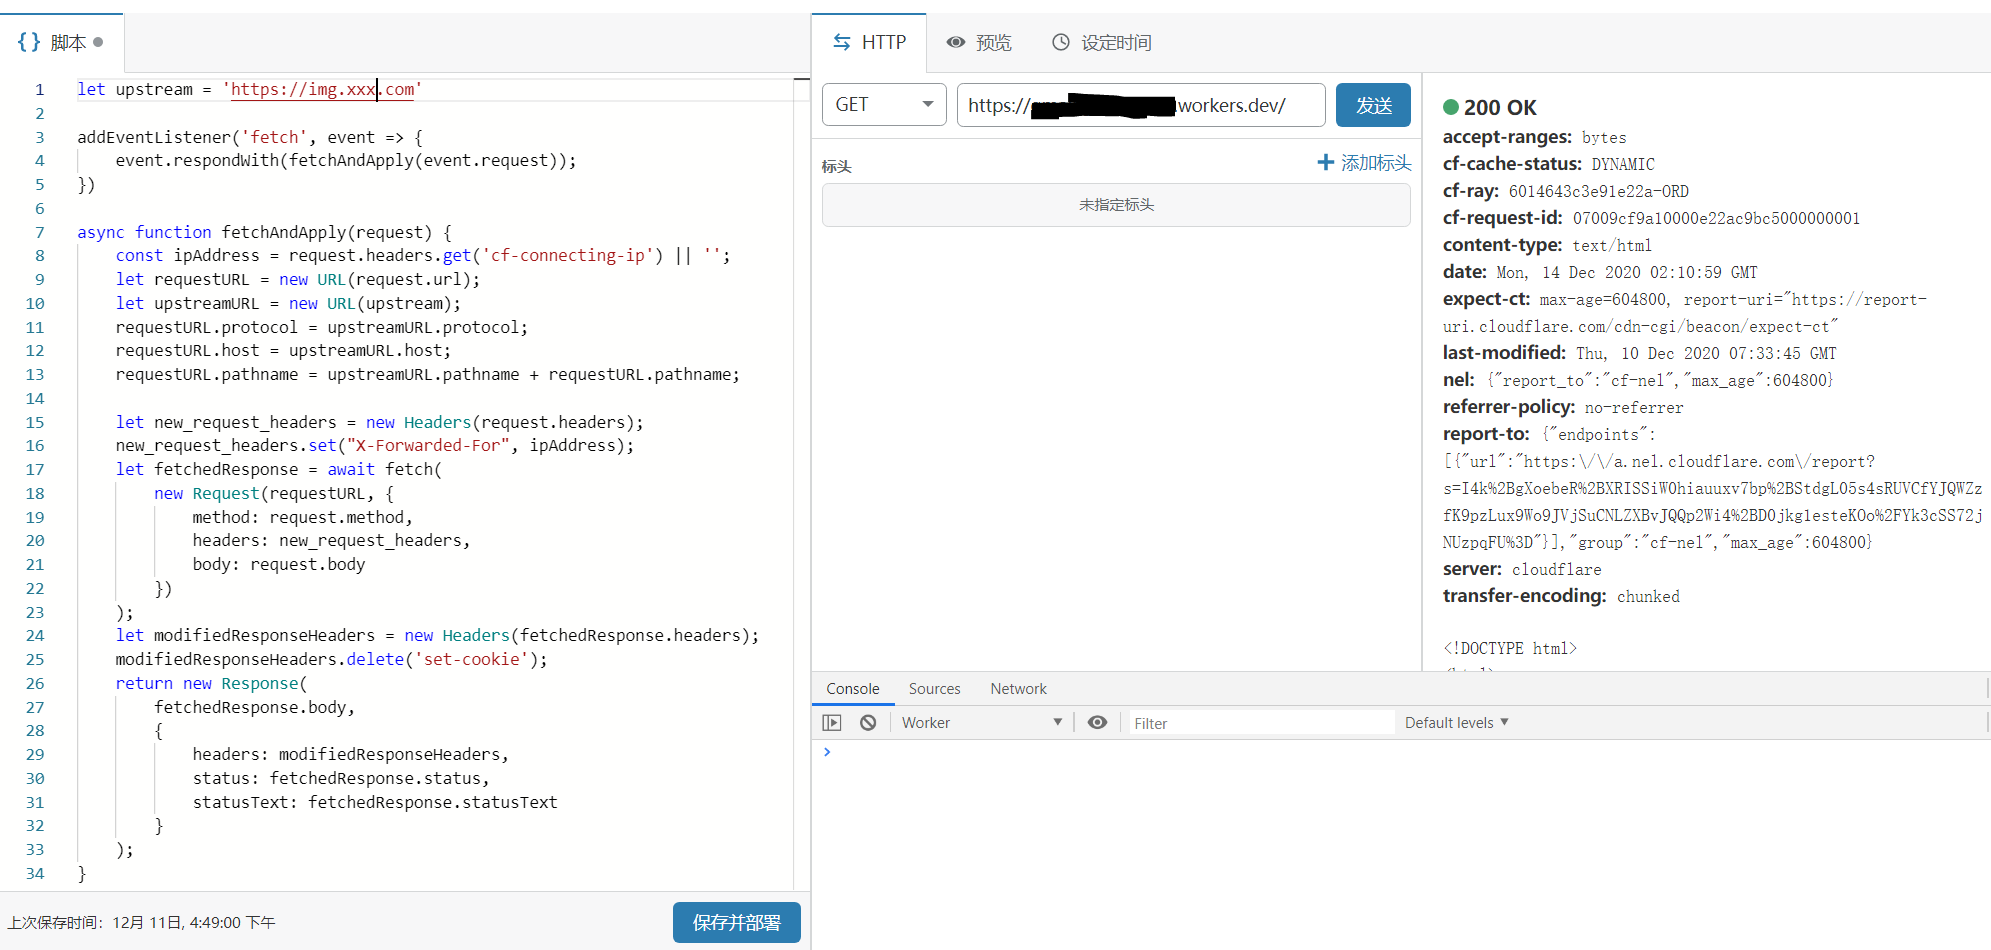 {} 脚本
1 let upstream = 'https://img.xxx.com'
2
3 addEventListener('fetch', event => {
4     event.respondWith(fetchAndApply(event.request));
5 })
6
7 async function fetchAndApply(request) {
8     const ipAddress = request.headers.get('cf-connecting-ip') || '';
9     let requestURL = new URL(request.url);
10     let upstreamURL = new URL(upstream);
11     requestURL.protocol = upstreamURL.protocol;
12     requestURL.host = upstreamURL.host;
13     requestURL.pathname = upstreamURL.pathname + requestURL.pathname;
14
15     let new_request_headers = new Headers(request.headers);
16     new_request_headers.set("X-Forwarded-For", ipAddress);
17     let fetchedResponse = await fetch(
18         new Request(requestURL, {
19             method: request.method,
20             headers: new_request_headers,
21             body: request.body
22         })
23     );
24     let modifiedResponseHeaders = new Headers(fetchedResponse.headers);
25     modifiedResponseHeaders.delete('set-cookie');
26     return new Response(
27         fetchedResponse.body,
28         {
29             headers: modifiedResponseHeaders,
30             status: fetchedResponse.status,
31             statusText: fetchedResponse.statusText
32         }
33     );
34 }
上次保存时间: 12月 11日, 4:49:00 下午
保存并部署
HTTP 预览 设定时间
GET https:// .workers.dev/ 发送
标头 + 添加标头
未指定标头
200 OK
accept-ranges: bytes
cf-cache-status: DYNAMIC
cf-ray: 6014643c3e91e22a-ORD
cf-request-id: 07009cf9a10000e22ac9bc5000000001
content-type: text/html
date: Mon, 14 Dec 2020 02:10:59 GMT
expect-ct: max-age=604800, report-uri="https://report-
uri.cloudflare.com/cdn-cgi/beacon/expect-ct"
last-modified: Thu, 10 Dec 2020 07:33:45 GMT
nel: {"report_to":"cf-nel","max_age":604800}
referrer-policy: no-referrer
report-to: {"endpoints":
[{"url":"https:\/\/a.nel.cloudflare.com\/report?
s=I4k%2BgXoebeR%2BXRISSiW0hiauuxv7bp%2BStdgL05s4sRUVCfYJQWZz
fK9pzLux9Wo9JVjSuCNLZXBvJQQp2Wi4%2BD0jkglesteKOo%2FYk3cSS72j
NUzpqFU%3D"}],"group":"cf-nel","max_age":604800}
server: cloudflare
transfer-encoding: chunked
<!DOCTYPE html>
Console Sources Network
Worker Filter Default levels